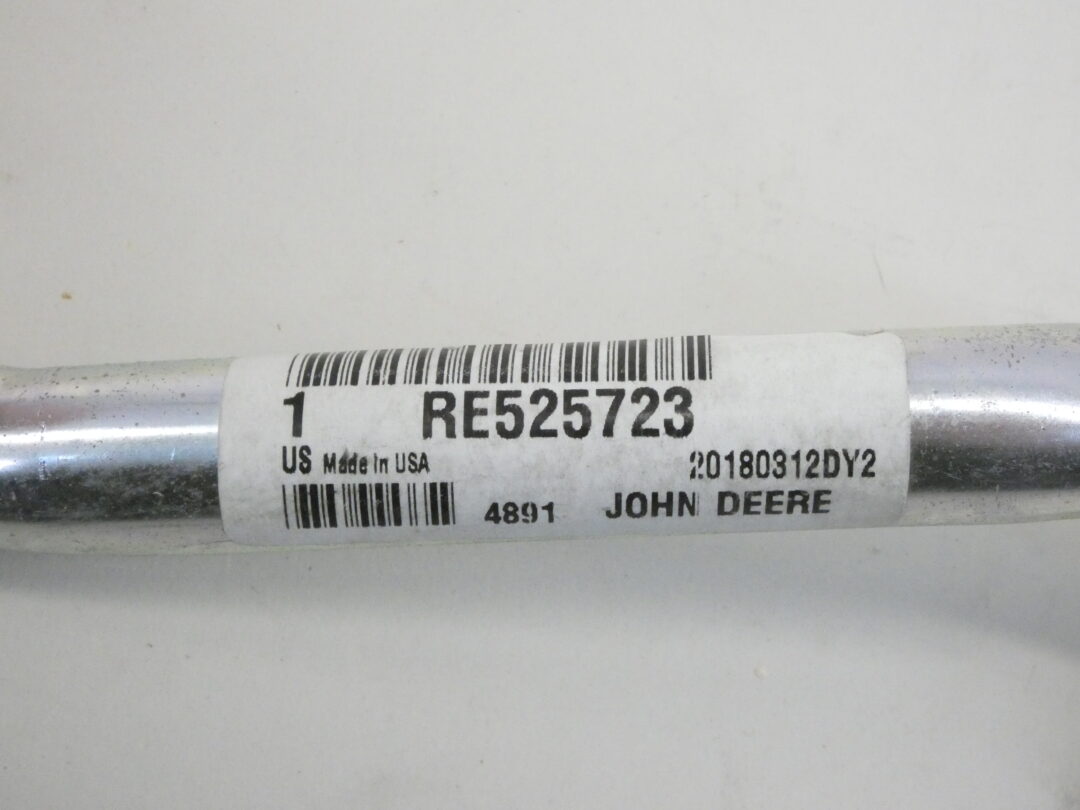 1 RE525723
US Made In USA 20180312DY2
4891 JOHN DEERE